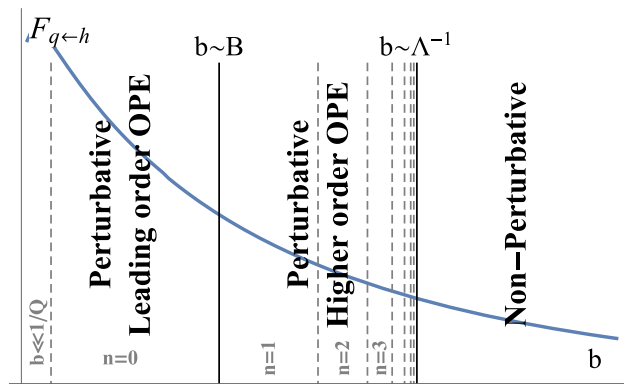 F_{q←h}
b~B
b~Λ⁻¹
Perturbative
Leading order OPE
Perturbative
Higher order OPE
Non−Perturbative
b≪1/Q
n=0
n=1
n=2
n=3
b